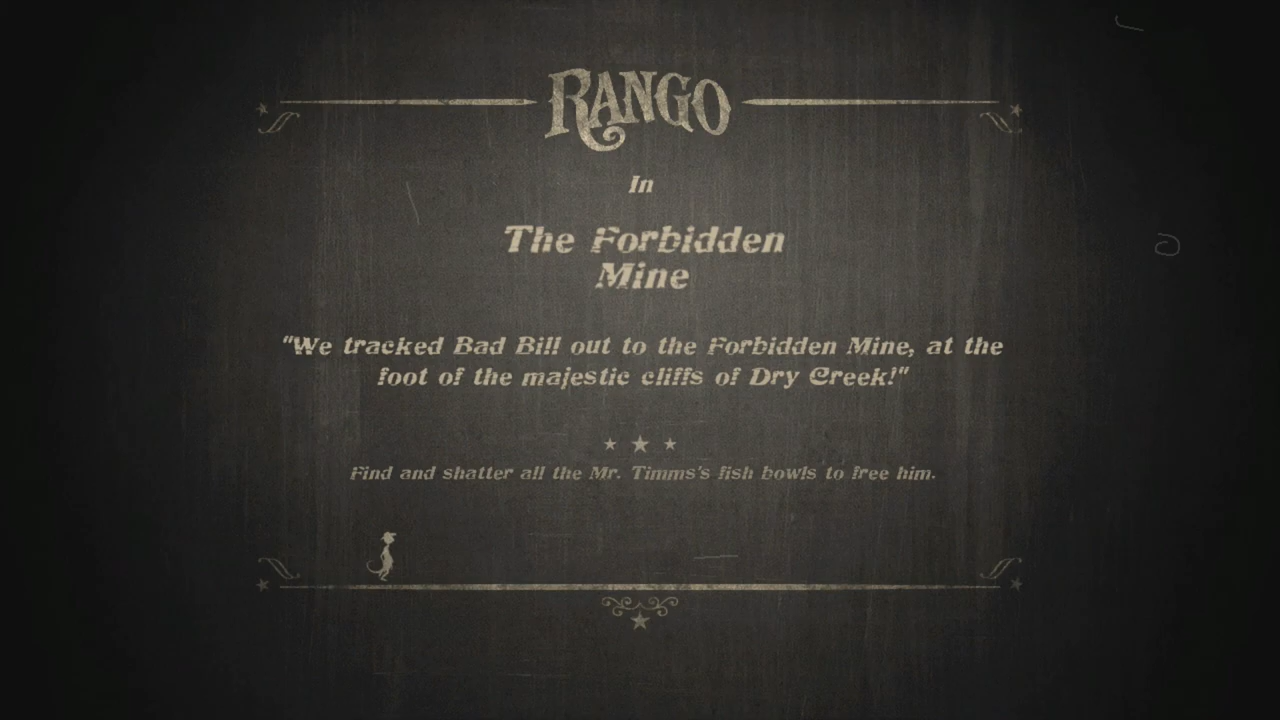 RANGO
In
The Forbidden
Mine
"We tracked Bad Bill out to the Forbidden Mine, at the
foot of the majestic cliffs of Dry Creek!"
Find and shatter all the Mr. Timms's fish bowls to free him.